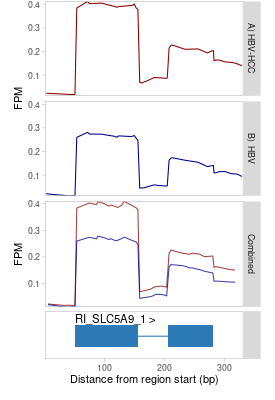 0.4
0.3
0.2
0.1
A) HBV-HCC
FPM
0.4
0.3
0.2
0.1
B) HBV
0.4
0.3
0.2
0.1
FPM
Combined
RI_SLC5A9_1 >
0
100
200
300
Distance from region start (bp)